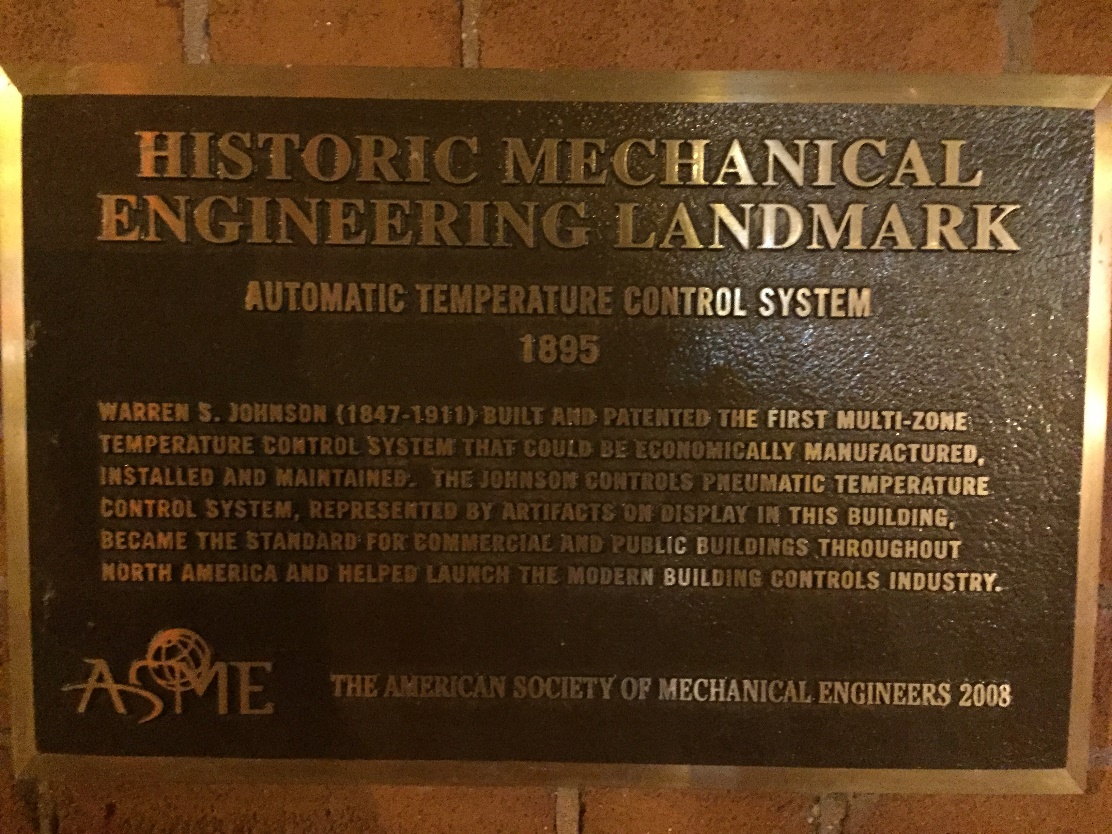 HISTORIC MECHANICAL
ENGINEERING LANDMARK
AUTOMATIC TEMPERATURE CONTROL SYSTEM
1895
WARREN S. JOHNSON (1847-1911) BUILT AND PATENTED THE FIRST MULTI-ZONE
TEMPERATURE CONTROL SYSTEM THAT COULD BE ECONOMICALLY MANUFACTURED,
INSTALLED AND MAINTAINED. THE JOHNSON CONTROLS PNEUMATIC TEMPERATURE
CONTROL SYSTEM, REPRESENTED BY ARTIFACTS ON DISPLAY IN THIS BUILDING,
BECAME THE STANDARD FOR COMMERCIAL AND PUBLIC BUILDINGS THROUGHOUT
NORTH AMERICA AND HELPED LAUNCH THE MODERN BUILDING CONTROLS INDUSTRY.
ASME THE AMERICAN SOCIETY OF MECHANICAL ENGINEERS 2008